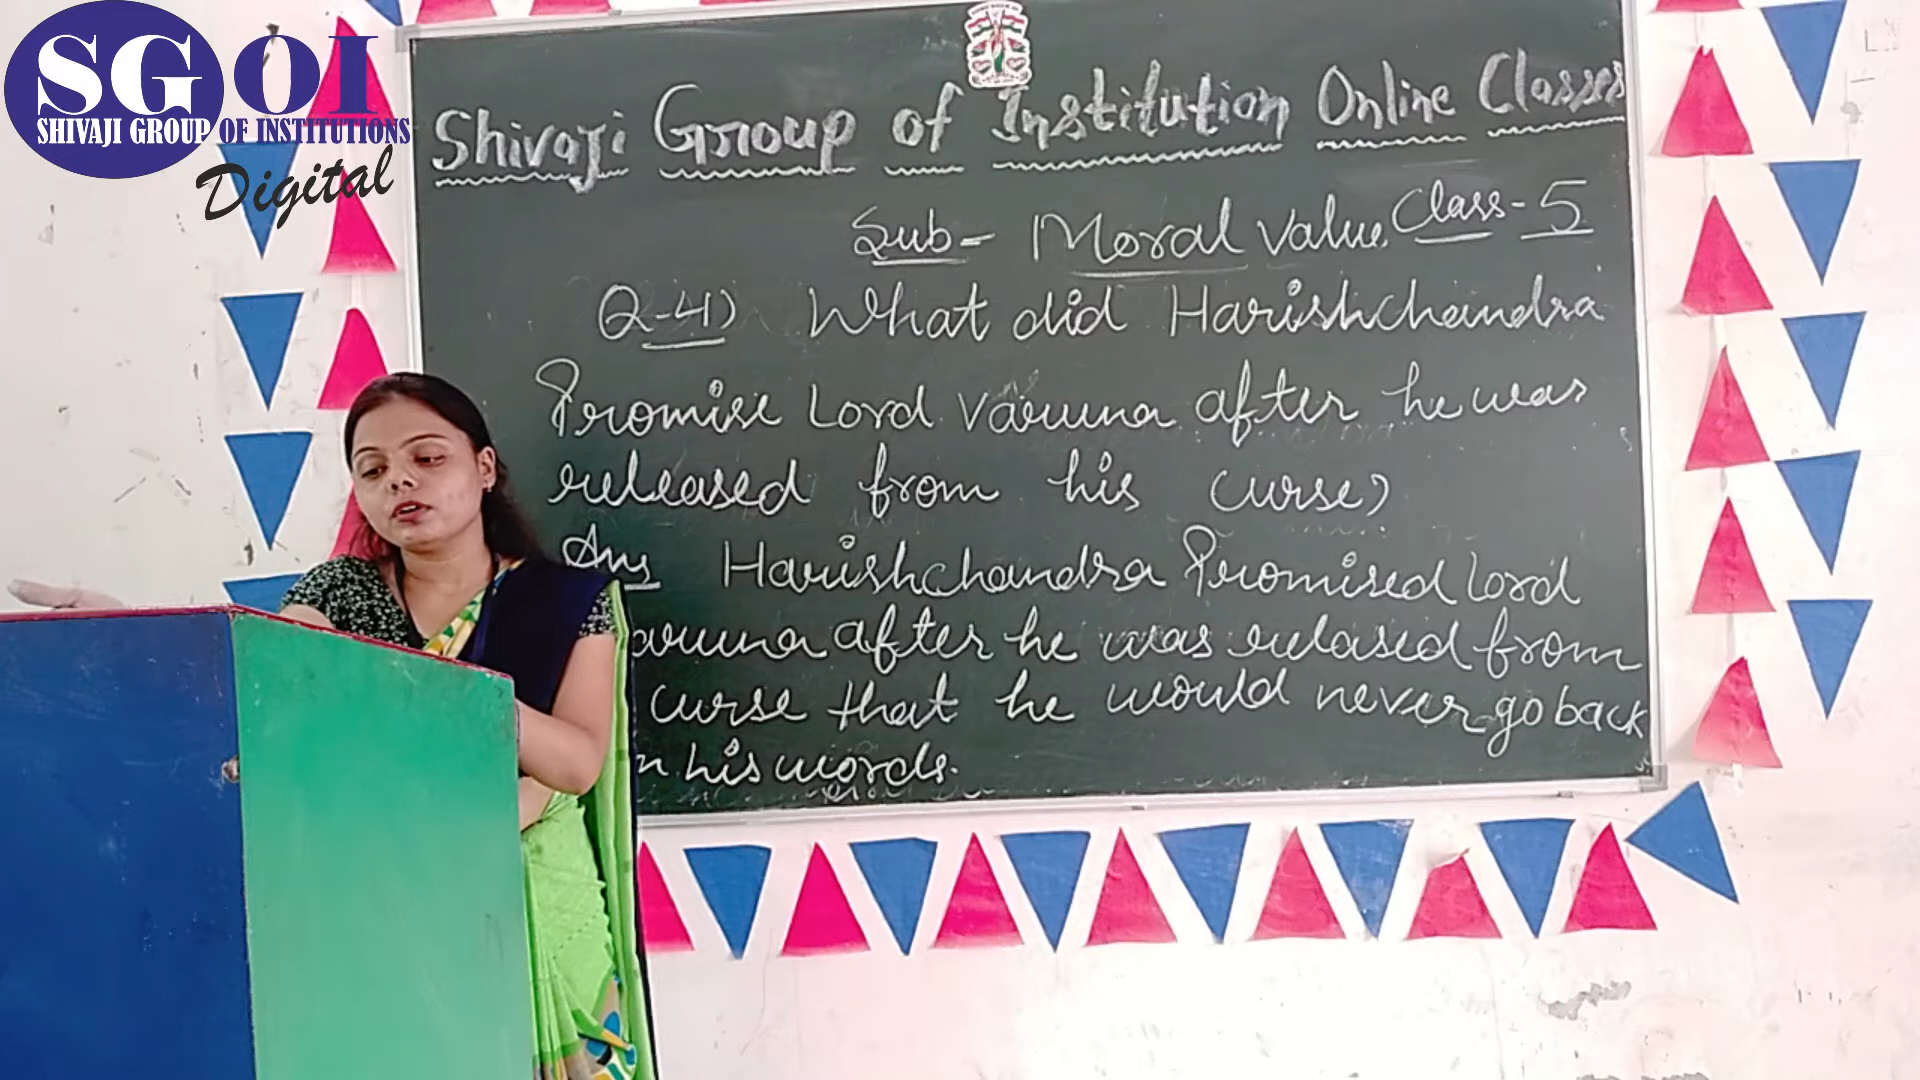 SGOI
SHIVAJI GROUP OF INSTITUTIONS
Digital
Shivaji Group of Institution Online Classes
Sub- Moral Value. Class-5
Q-4) What did Harishchandra
Promise Lord Varuna after he was
released from his curse?
Ans Harishchandra Promised Lord
aruna after he was relased from
curse that he would never go back
n his words.